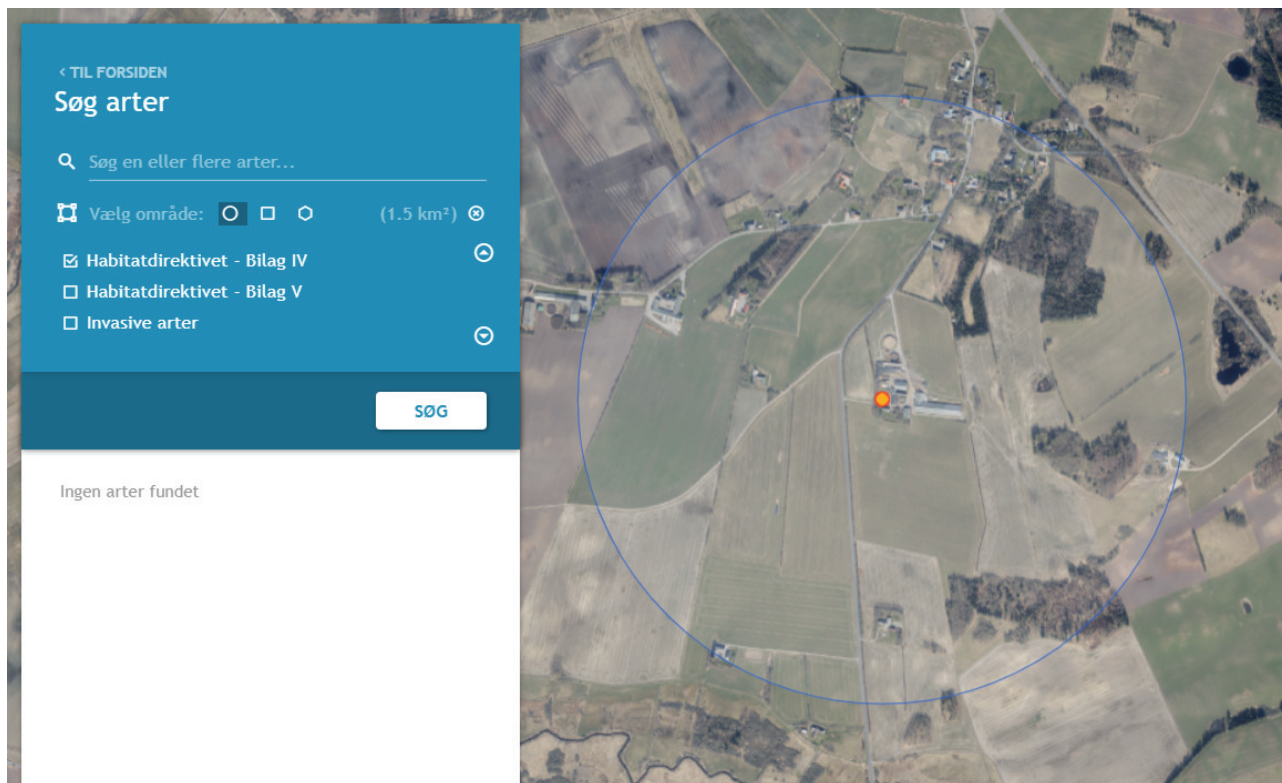 ‹ TIL FORSIDEN
Søg arter
Søg en eller flere arter...
Vælg område: (1.5 km²)
Habitatdirektivet - Bilag IV
Habitatdirektivet - Bilag V
Invasive arter
SØG
Ingen arter fundet